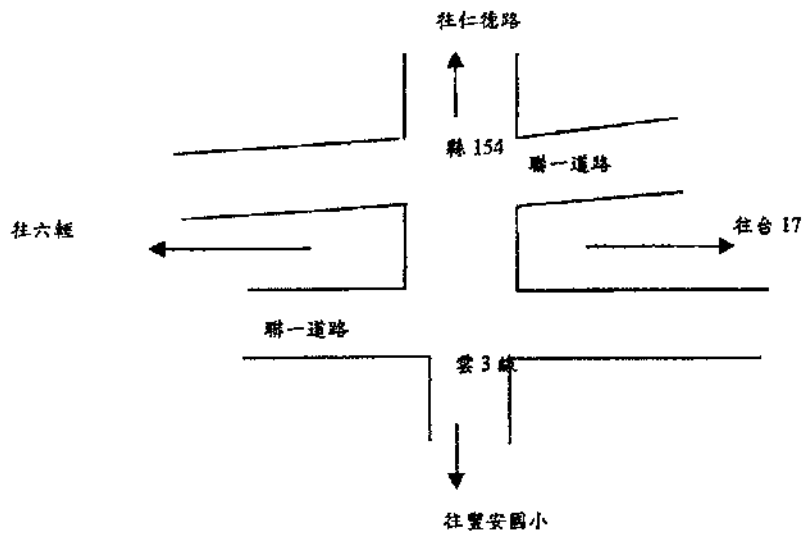 往仁德路
縣 154
聯一道路
往六輕
往台 17
聯一道路
雲 3 線
往豐安國小